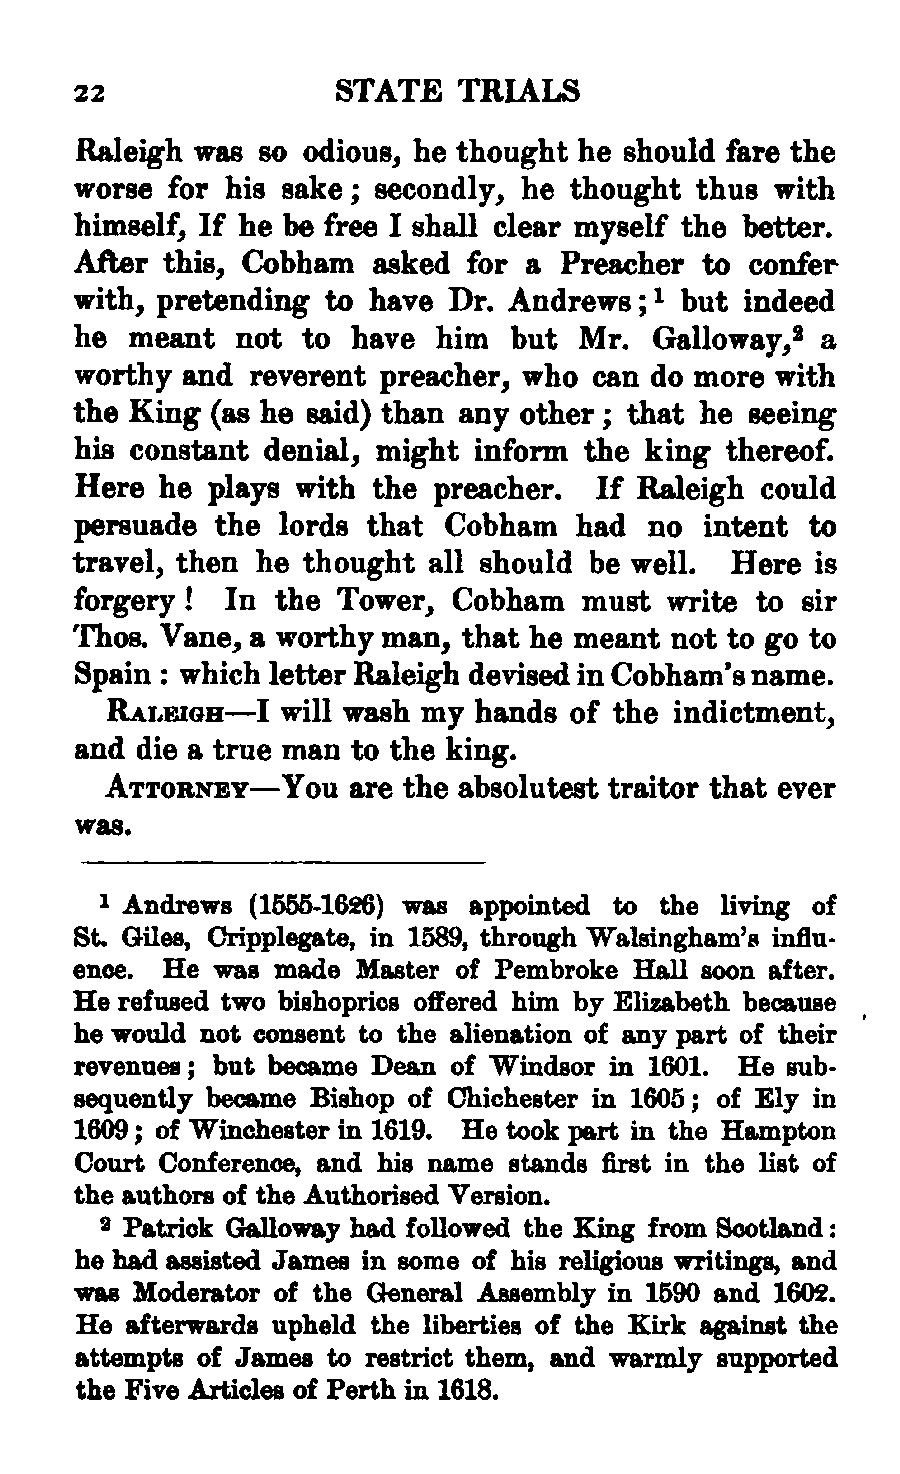 22 STATE TRIALS
Raleigh was so odious, he thought he should fare the
worse for his sake; secondly, he thought thus with
himself, If he be free I shall clear myself the better.
After this, Cobham asked for a Preacher to confer
with, pretending to have Dr. Andrews;¹ but indeed
he meant not to have him but Mr. Galloway,² a
worthy and reverent preacher, who can do more with
the King (as he said) than any other; that he seeing
his constant denial, might inform the king thereof.
Here he plays with the preacher. If Raleigh could
persuade the lords that Cobham had no intent to
travel, then he thought all should be well. Here is
forgery! In the Tower, Cobham must write to sir
Thos. Vane, a worthy man, that he meant not to go to
Spain: which letter Raleigh devised in Cobham's name.
RALEIGH—I will wash my hands of the indictment,
and die a true man to the king.
ATTORNEY—You are the absolutest traitor that ever
was.
¹ Andrews (1555-1626) was appointed to the living of
St. Giles, Cripplegate, in 1589, through Walsingham's influ-
ence. He was made Master of Pembroke Hall soon after.
He refused two bishoprics offered him by Elizabeth because
he would not consent to the alienation of any part of their
revenues; but became Dean of Windsor in 1601. He sub-
sequently became Bishop of Chichester in 1605; of Ely in
1609; of Winchester in 1619. He took part in the Hampton
Court Conference, and his name stands first in the list of
the authors of the Authorised Version.
² Patrick Galloway had followed the King from Scotland:
he had assisted James in some of his religious writings, and
was Moderator of the General Assembly in 1590 and 1602.
He afterwards upheld the liberties of the Kirk against the
attempts of James to restrict them, and warmly supported
the Five Articles of Perth in 1618.